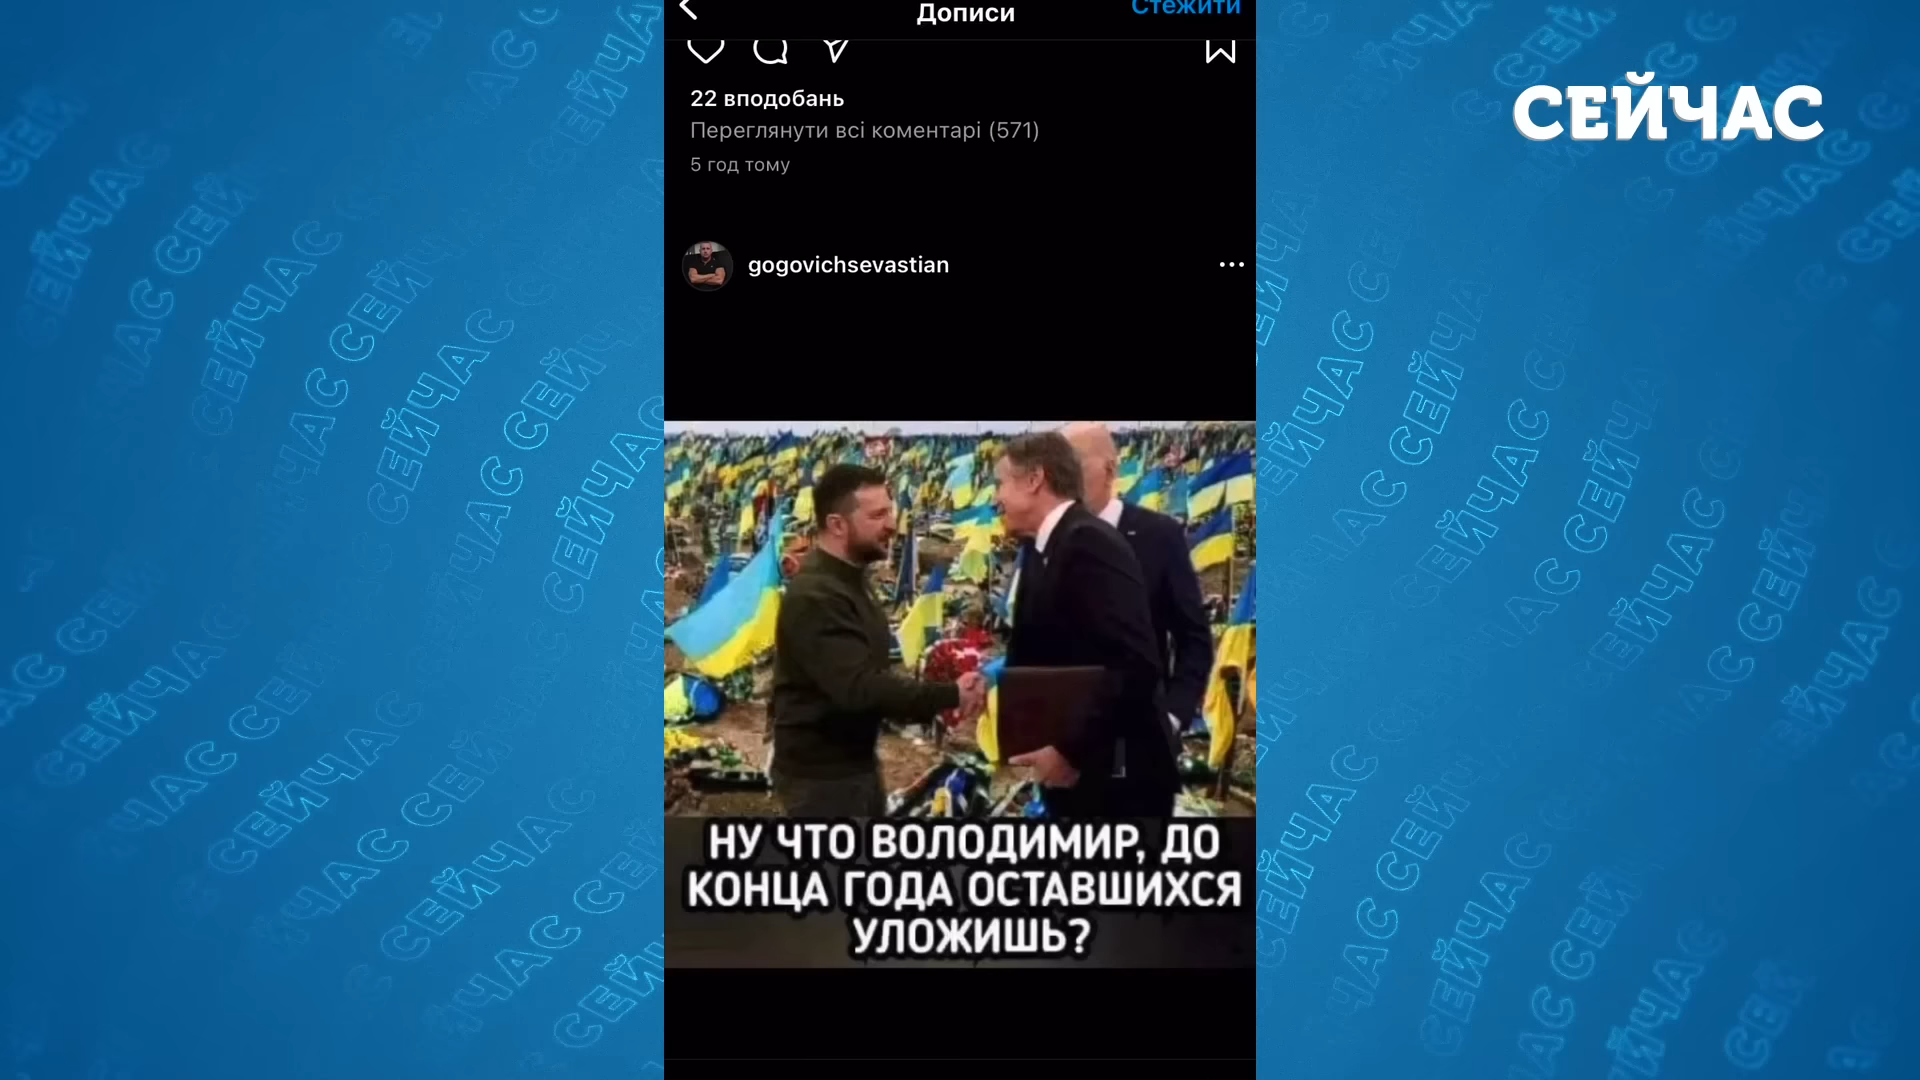 Дописи
Стежити
22 вподобань
Переглянути всі коментарі (571)
5 год тому
gogovichsevastian
НУ ЧТО ВОЛОДИМИР, ДО
КОНЦА ГОДА ОСТАВШИХСЯ
УЛОЖИШЬ?
СЕЙЧАС